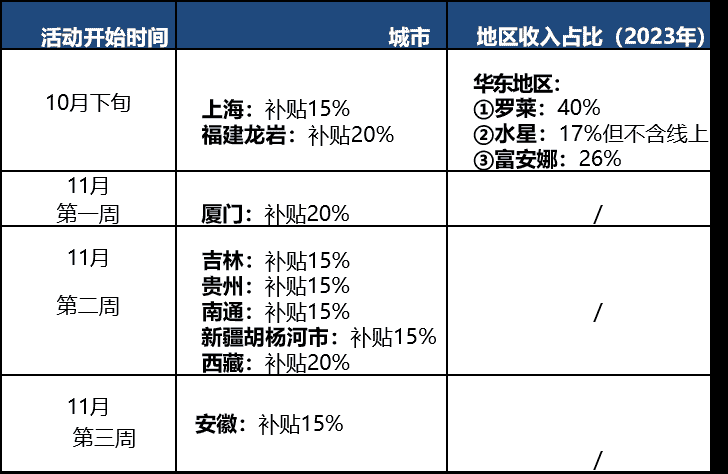 活动开始时间 城市 地区收入占比（2023年）
10月下旬
上海：补贴15%
福建龙岩：补贴20%
华东地区：
①罗莱：40%
②水星：17%但不含线上
③富安娜：26%
11月
第一周
厦门：补贴20%
/
11月
第二周
吉林：补贴15%
贵州：补贴15%
南通：补贴15%
新疆胡杨河市：补贴15%
西藏：补贴20%
/
11月
第三周
安徽：补贴15%
/